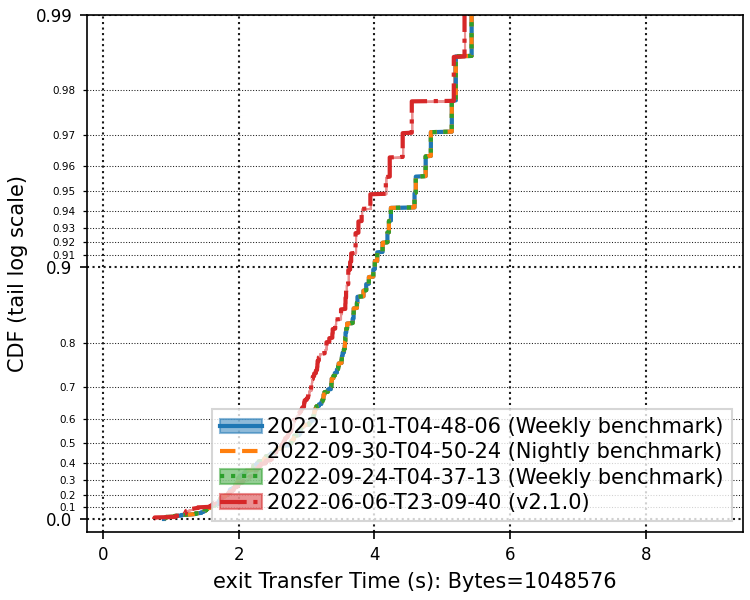 0.99
0.98
0.97
0.96
0.95
0.94
0.93
0.92
0.91
0.9
0.8
0.7
0.6
0.5
0.4
0.3
0.2
0.1
0.0
CDF (tail log scale)
2022-10-01-T04-48-06 (Weekly benchmark)
2022-09-30-T04-50-24 (Nightly benchmark)
2022-09-24-T04-37-13 (Weekly benchmark)
2022-06-06-T23-09-40 (v2.1.0)
0 2 4 6 8
exit Transfer Time (s): Bytes=1048576